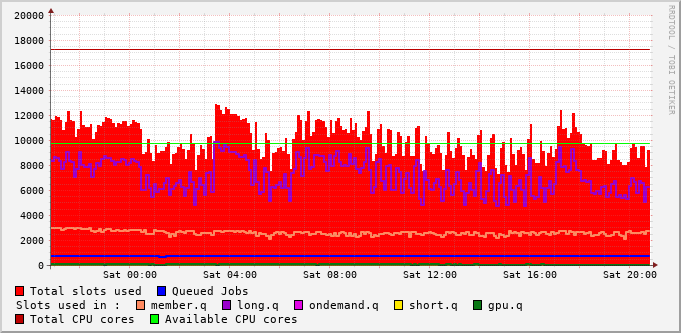 RRDTOOL / TOBI OETIKER
20000
18000
16000
14000
12000
10000
8000
6000
4000
2000
0
Sat 00:00 Sat 04:00 Sat 08:00 Sat 12:00 Sat 16:00 Sat 20:00
Total slots used Queued Jobs
Slots used in : member.q long.q ondemand.q short.q gpu.q
Total CPU cores Available CPU cores